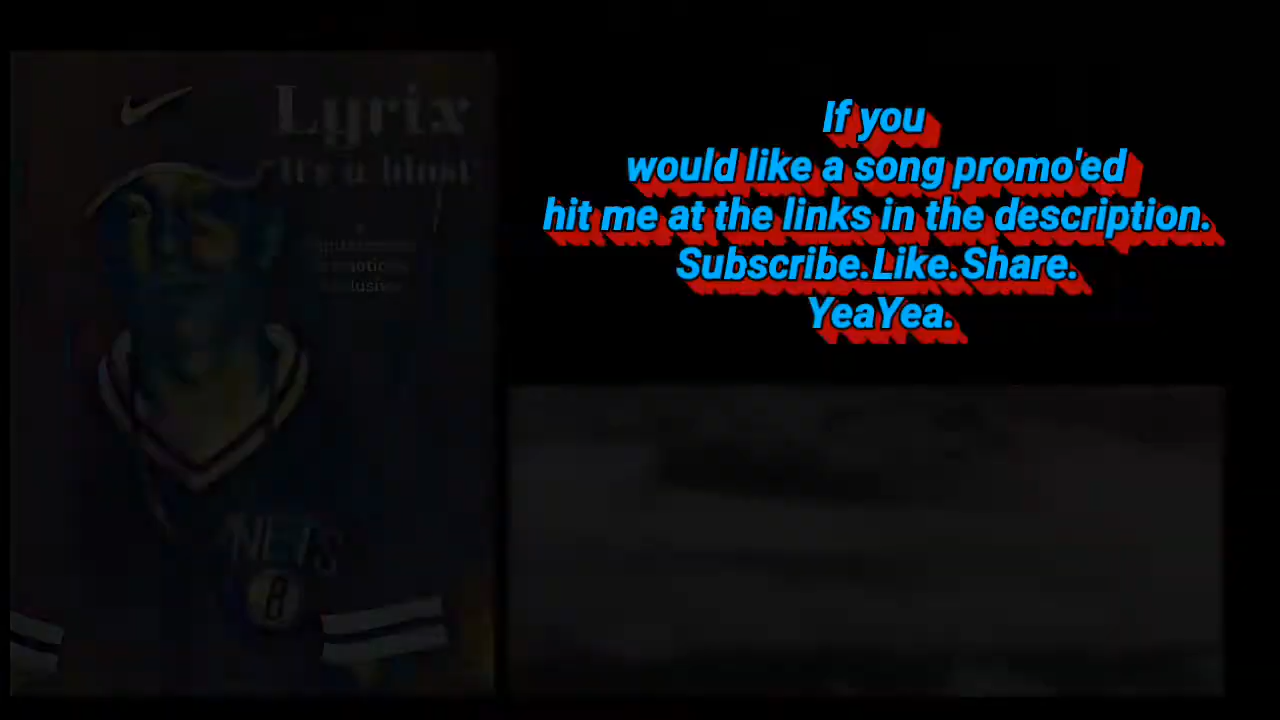 Lyrix
NETS
B
If you
would like a song promo'ed
hit me at the links in the description.
Subscribe.Like.Share.
YeaYea.